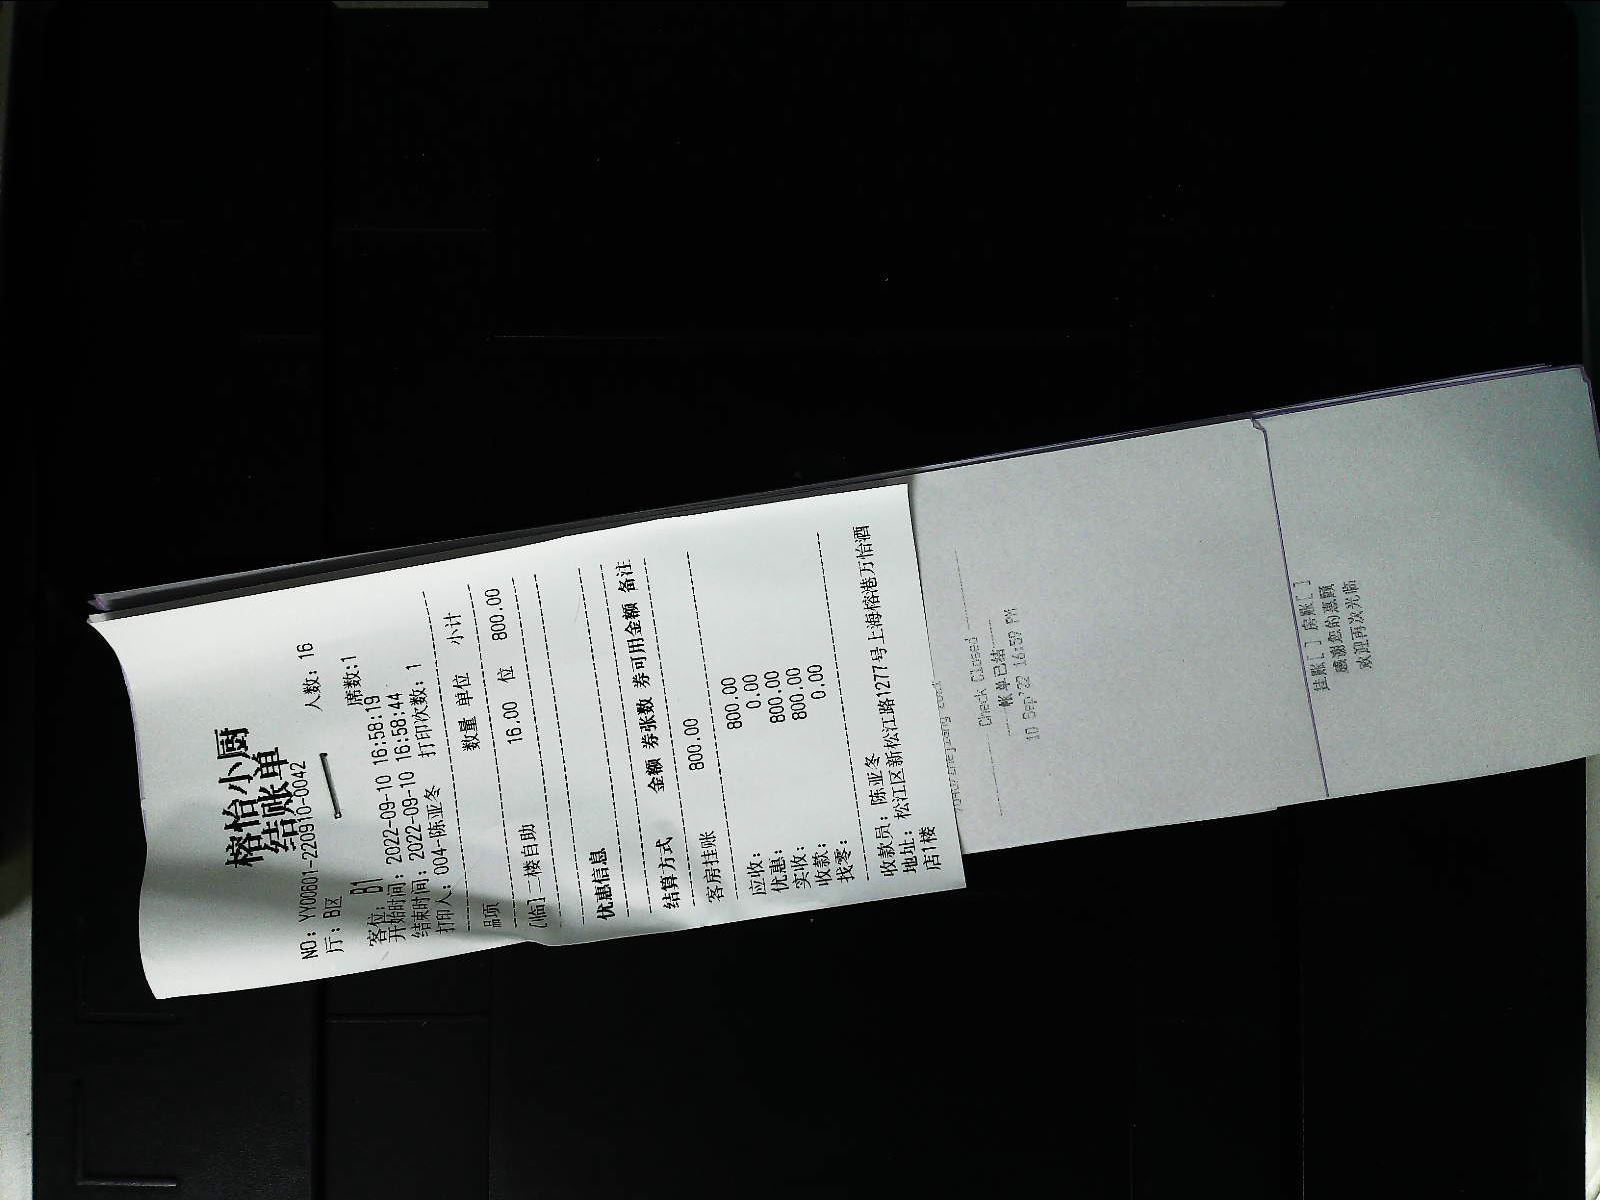 榕怡小厨
结账单
NO: YY00601-220910-0042
厅: B区 人数: 16
客位: B1 席数:1
开始时间: 2022-09-10 16:58:19
结束时间: 2022-09-10 16:58:44
打印人: 004-陈亚冬 打印次数: 1
品项 数量 单位 小计
[临]二楼自助 16.00 位 800.00
优惠信息
结算方式 金额 券张数 券可用金额 备注
客房挂账 800.00
应收: 800.00
优惠: 0.00
实收: 800.00
收款: 800.00
找零: 0.00
收款员: 陈亚冬
地址: 松江区新松江路1277号上海榕港万怡酒
店1楼
Check Closed
帐单已结
10 Sep'22 16:59 PM
挂账[ ] 房账[ ]
感谢您的惠顾
欢迎再次光临